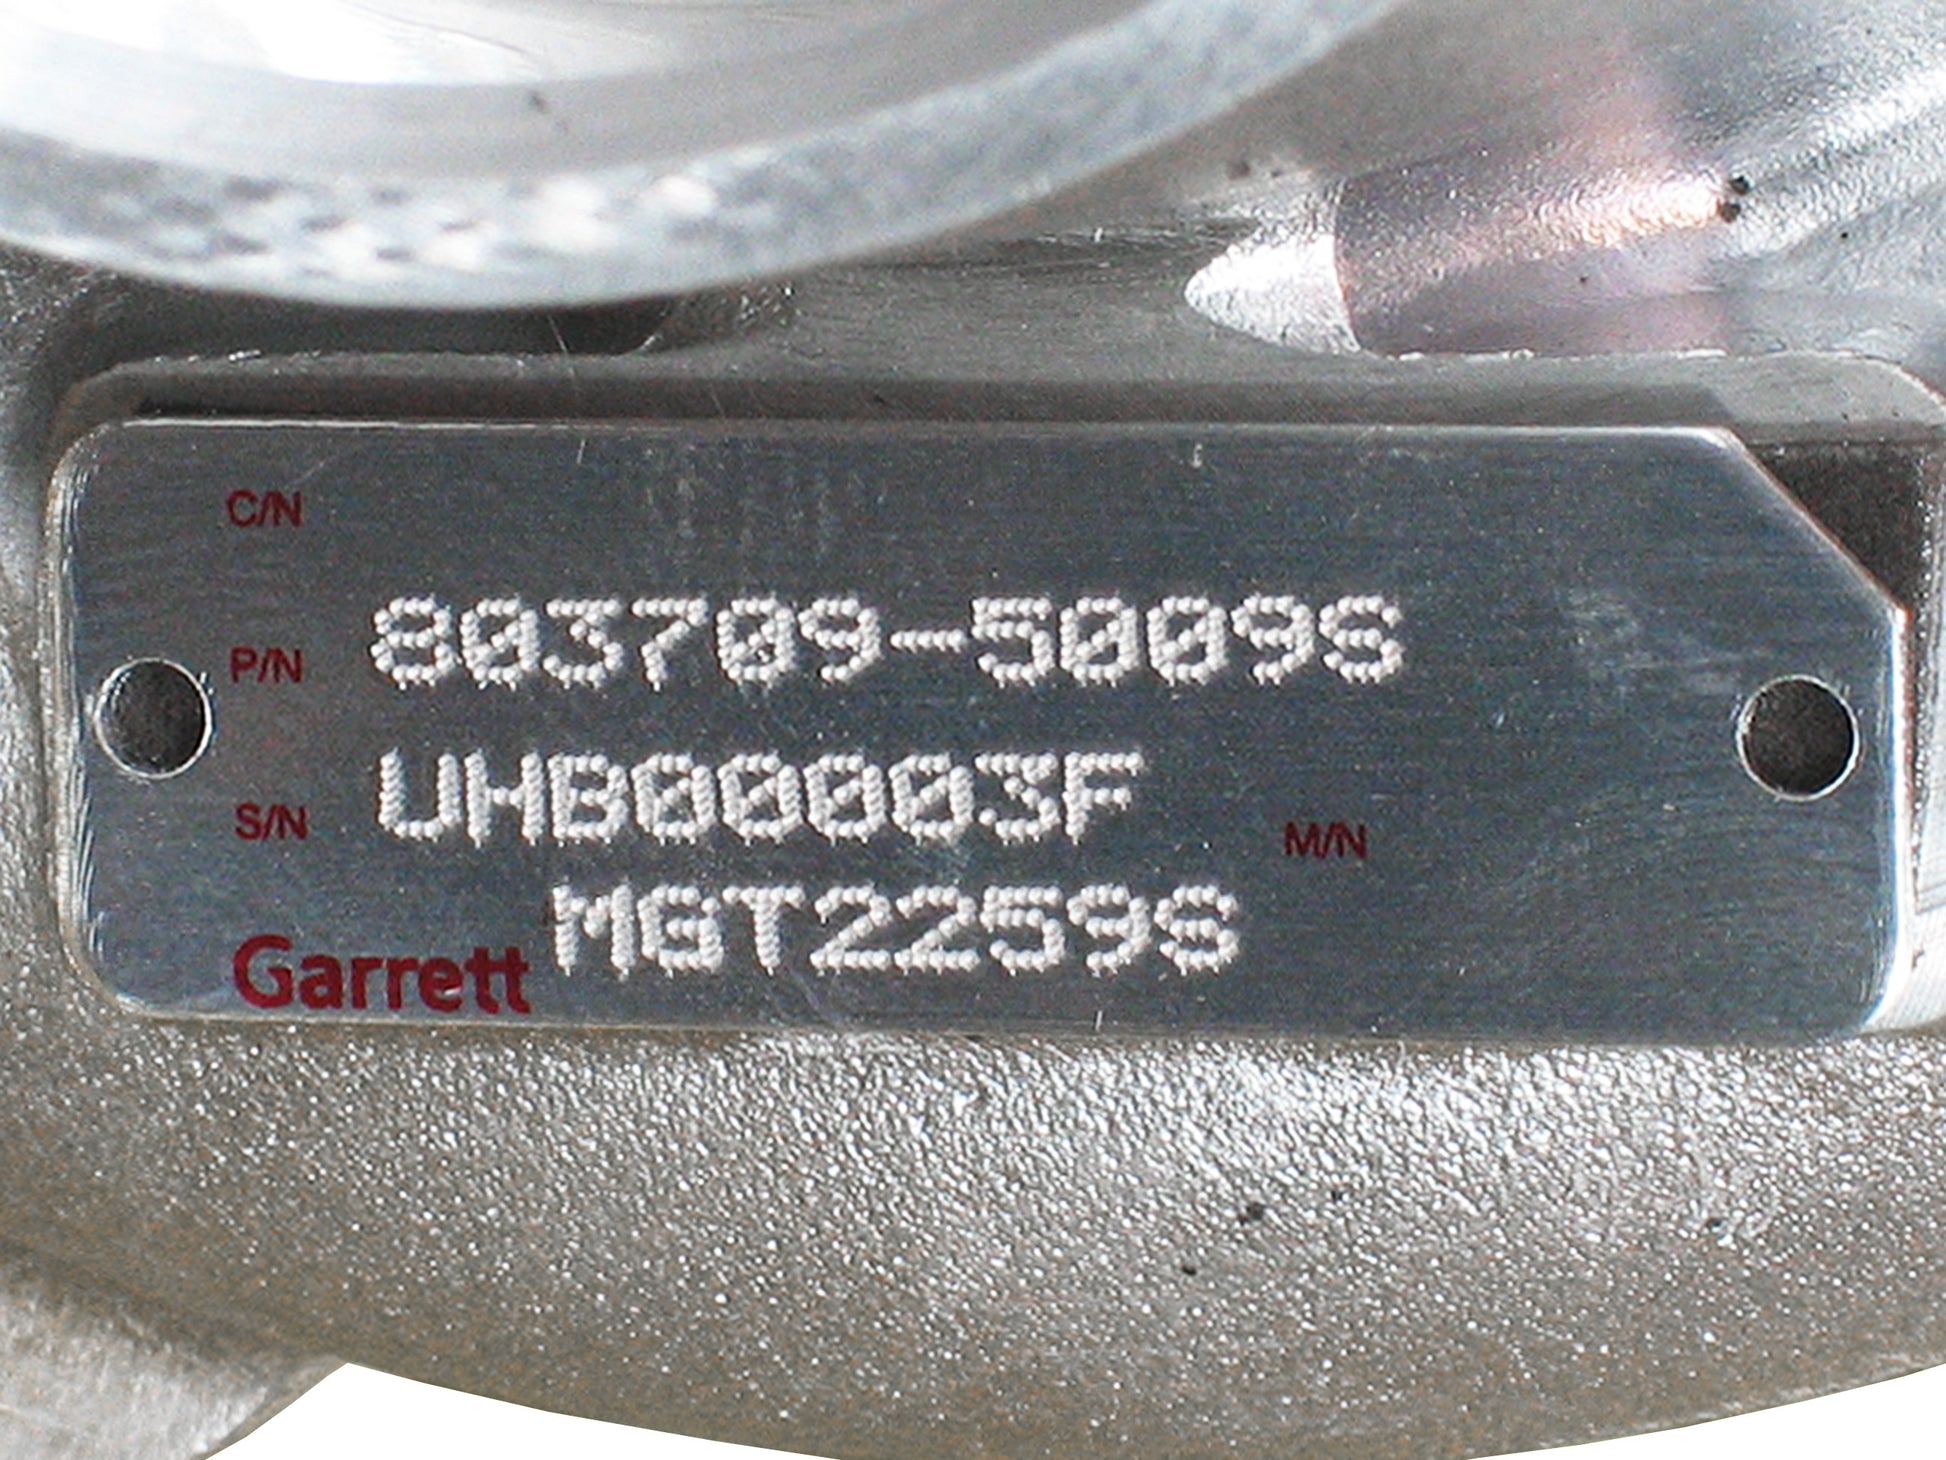 C/N
P/N 803709-5009S
S/N UHB00003F M/N
Garrett MGT2259S